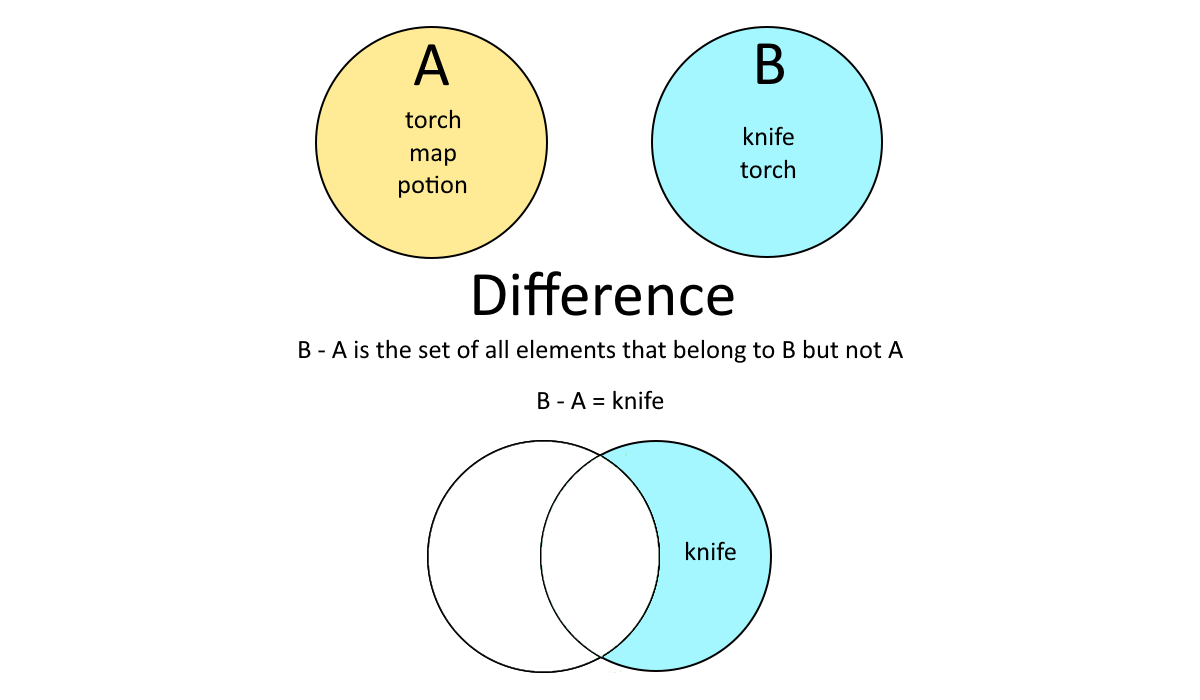 A
torch
map
potion
B
knife
torch
Difference
B - A is the set of all elements that belong to B but not A
B - A = knife
knife